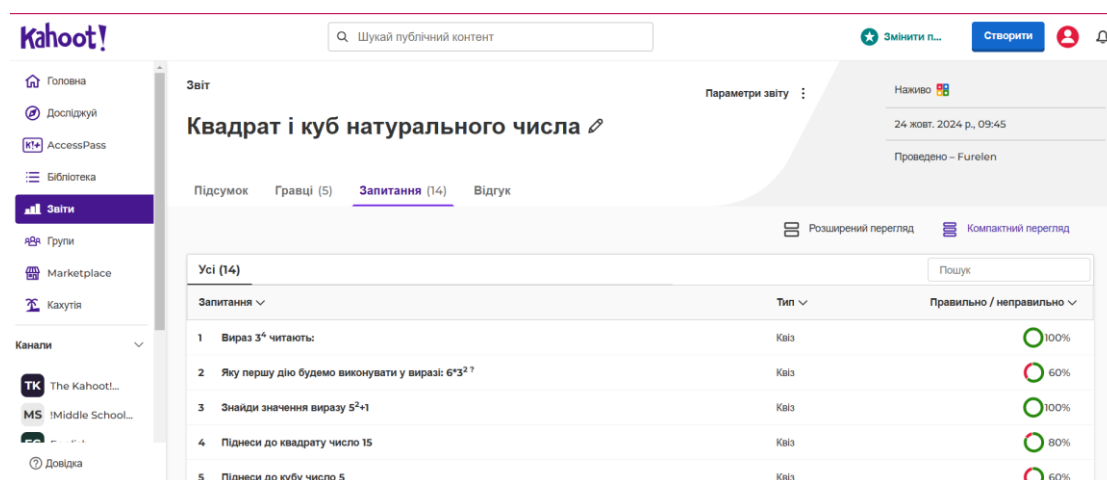 Kahoot!
Шукай публічний контент
Змінити п...
Створити
Головна
Досліджуй
K!+ AccessPass
Бібліотека
Звіти
Групи
Marketplace
Кахутія
Канали
TK The Kahoot!...
MS !Middle School...
Довідка
Звіт
Параметри звіту
Квадрат і куб натурального числа
Наживо
24 жовт. 2024 р., 09:45
Проведено – Furelen
Підсумок Гравці (5) Запитання (14) Відгук
Розширений перегляд Компактний перегляд
Усі (14) Пошук
Запитання Тип Правильно / неправильно
1 Вираз 3⁴ читають: Квіз 100%
2 Яку першу дію будемо виконувати у виразі: 6*3² ? Квіз 60%
3 Знайди значення виразу 5²+1 Квіз 100%
4 Піднеси до квадрату число 15 Квіз 80%
5 Піднеси до кубу число 5 Квіз 60%